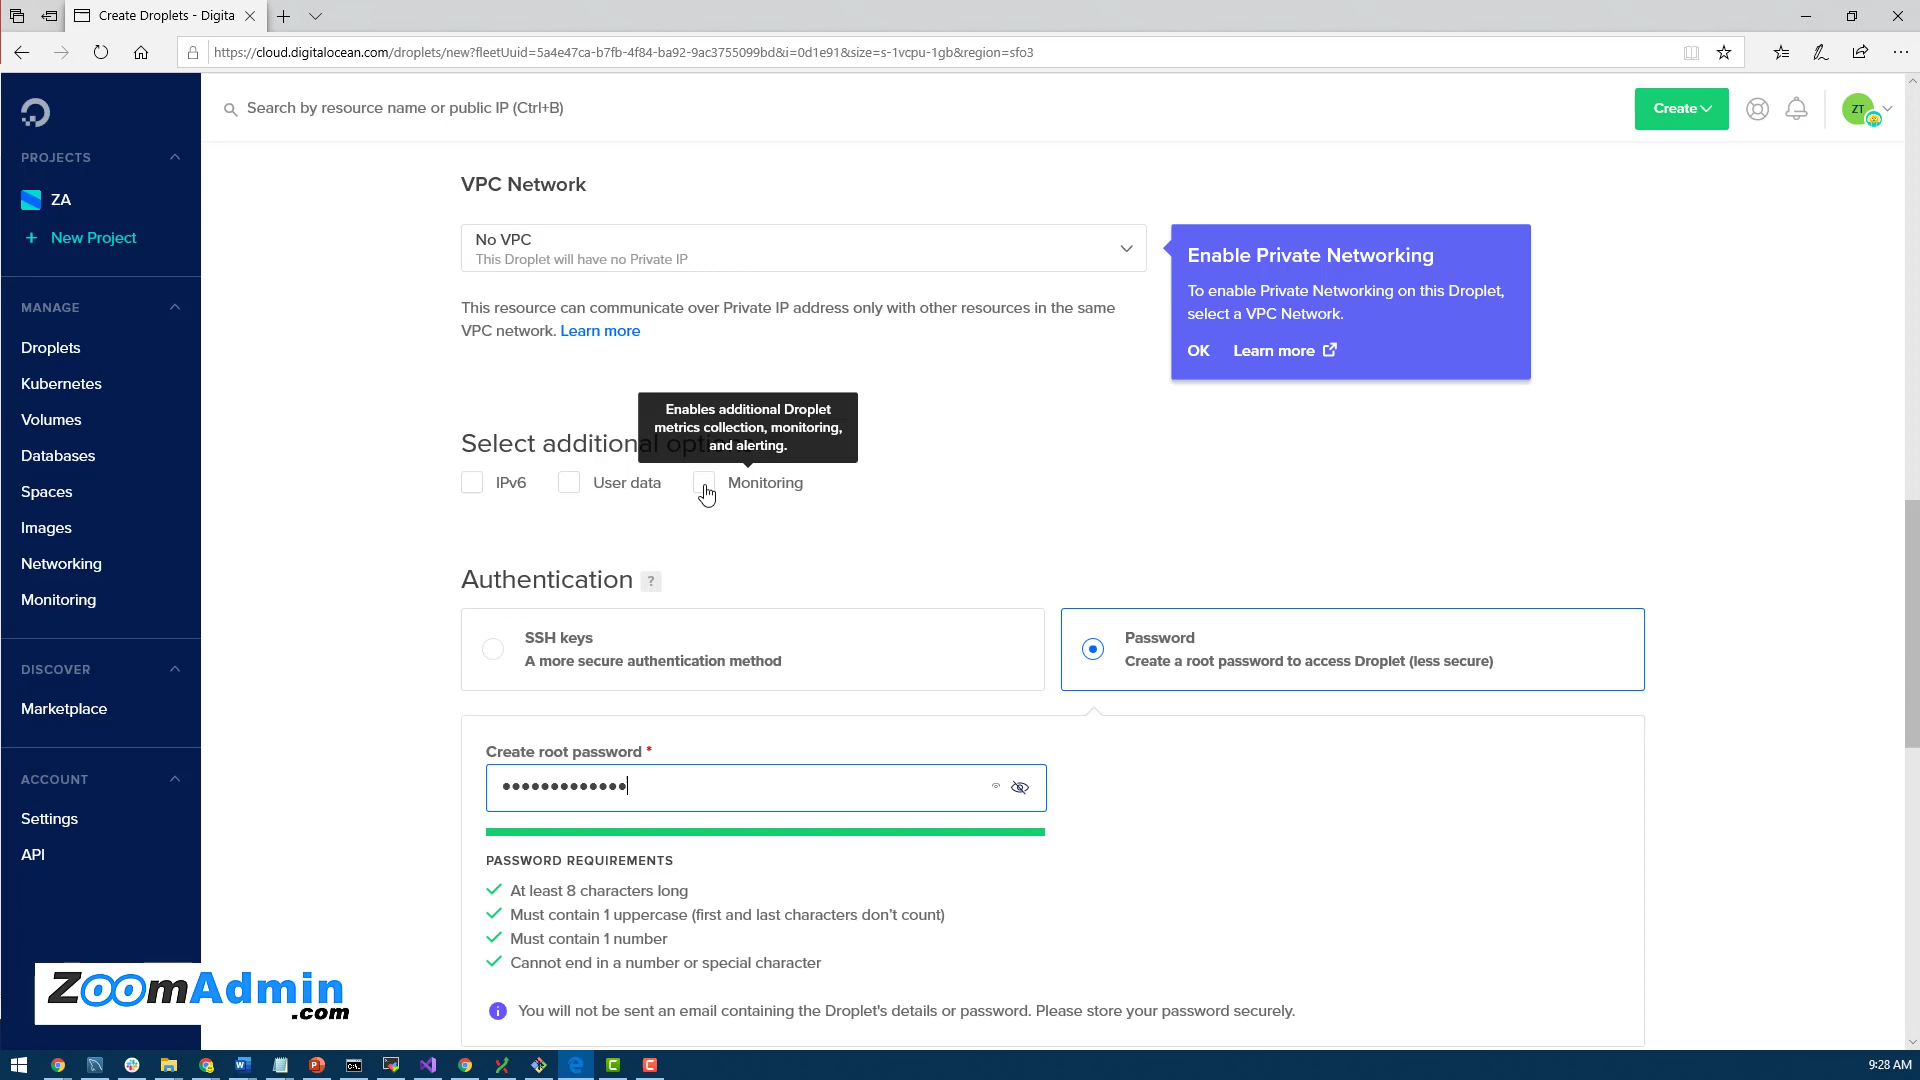 Create Droplets - Digita
https://cloud.digitalocean.com/droplets/new?fleetUuid=5a4e47ca-b7fb-4f84-ba92-9ac3755099bd&i=0d1e91&size=s-1vcpu-1gb&region=sfo3
Search by resource name or public IP (Ctrl+B)
Create
ZT
PROJECTS
ZA
+ New Project
MANAGE
Droplets
Kubernetes
Volumes
Databases
Spaces
Images
Networking
Monitoring
DISCOVER
Marketplace
ACCOUNT
Settings
API
VPC Network
No VPC
This Droplet will have no Private IP
This resource can communicate over Private IP address only with other resources in the same
VPC network. Learn more
Enable Private Networking
To enable Private Networking on this Droplet,
select a VPC Network.
OK Learn more
Enables additional Droplet
metrics collection, monitoring,
and alerting.
Select additional options
IPv6 User data Monitoring
Authentication ?
SSH keys
A more secure authentication method
Password
Create a root password to access Droplet (less secure)
Create root password *
•••••••••••••
PASSWORD REQUIREMENTS
At least 8 characters long
Must contain 1 uppercase (first and last characters don't count)
Must contain 1 number
Cannot end in a number or special character
You will not be sent an email containing the Droplet's details or password. Please store your password securely.
ZoomAdmin
.com
9:28 AM